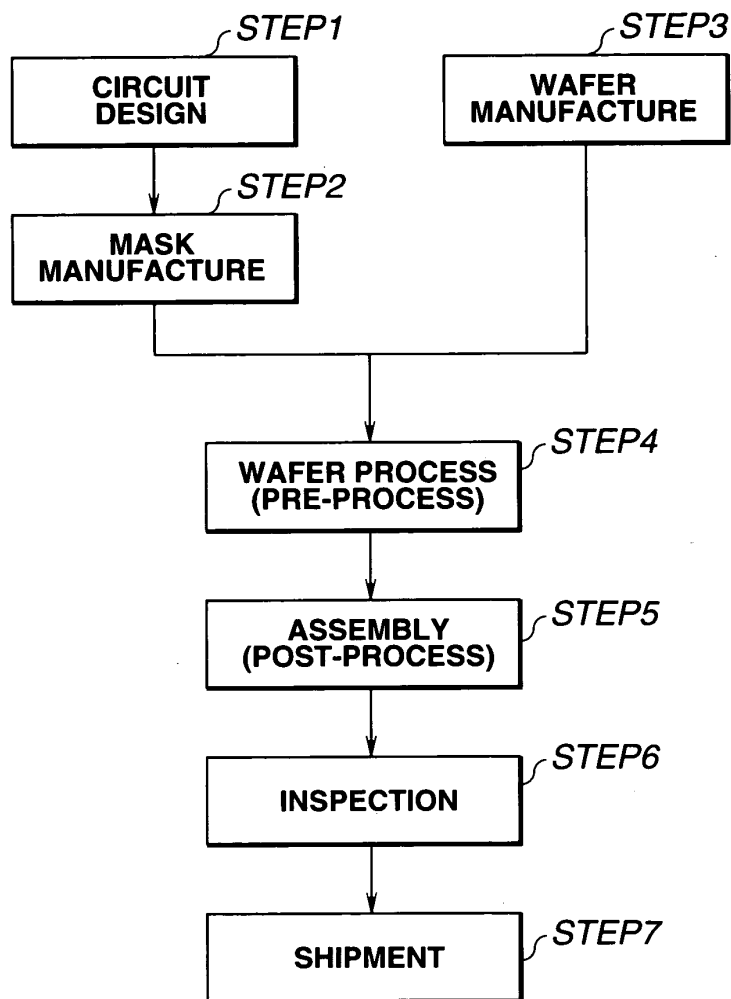 STEP1
CIRCUIT
DESIGN
STEP3
WAFER
MANUFACTURE
STEP2
MASK
MANUFACTURE
STEP4
WAFER PROCESS
(PRE-PROCESS)
STEP5
ASSEMBLY
(POST-PROCESS)
STEP6
INSPECTION
STEP7
SHIPMENT